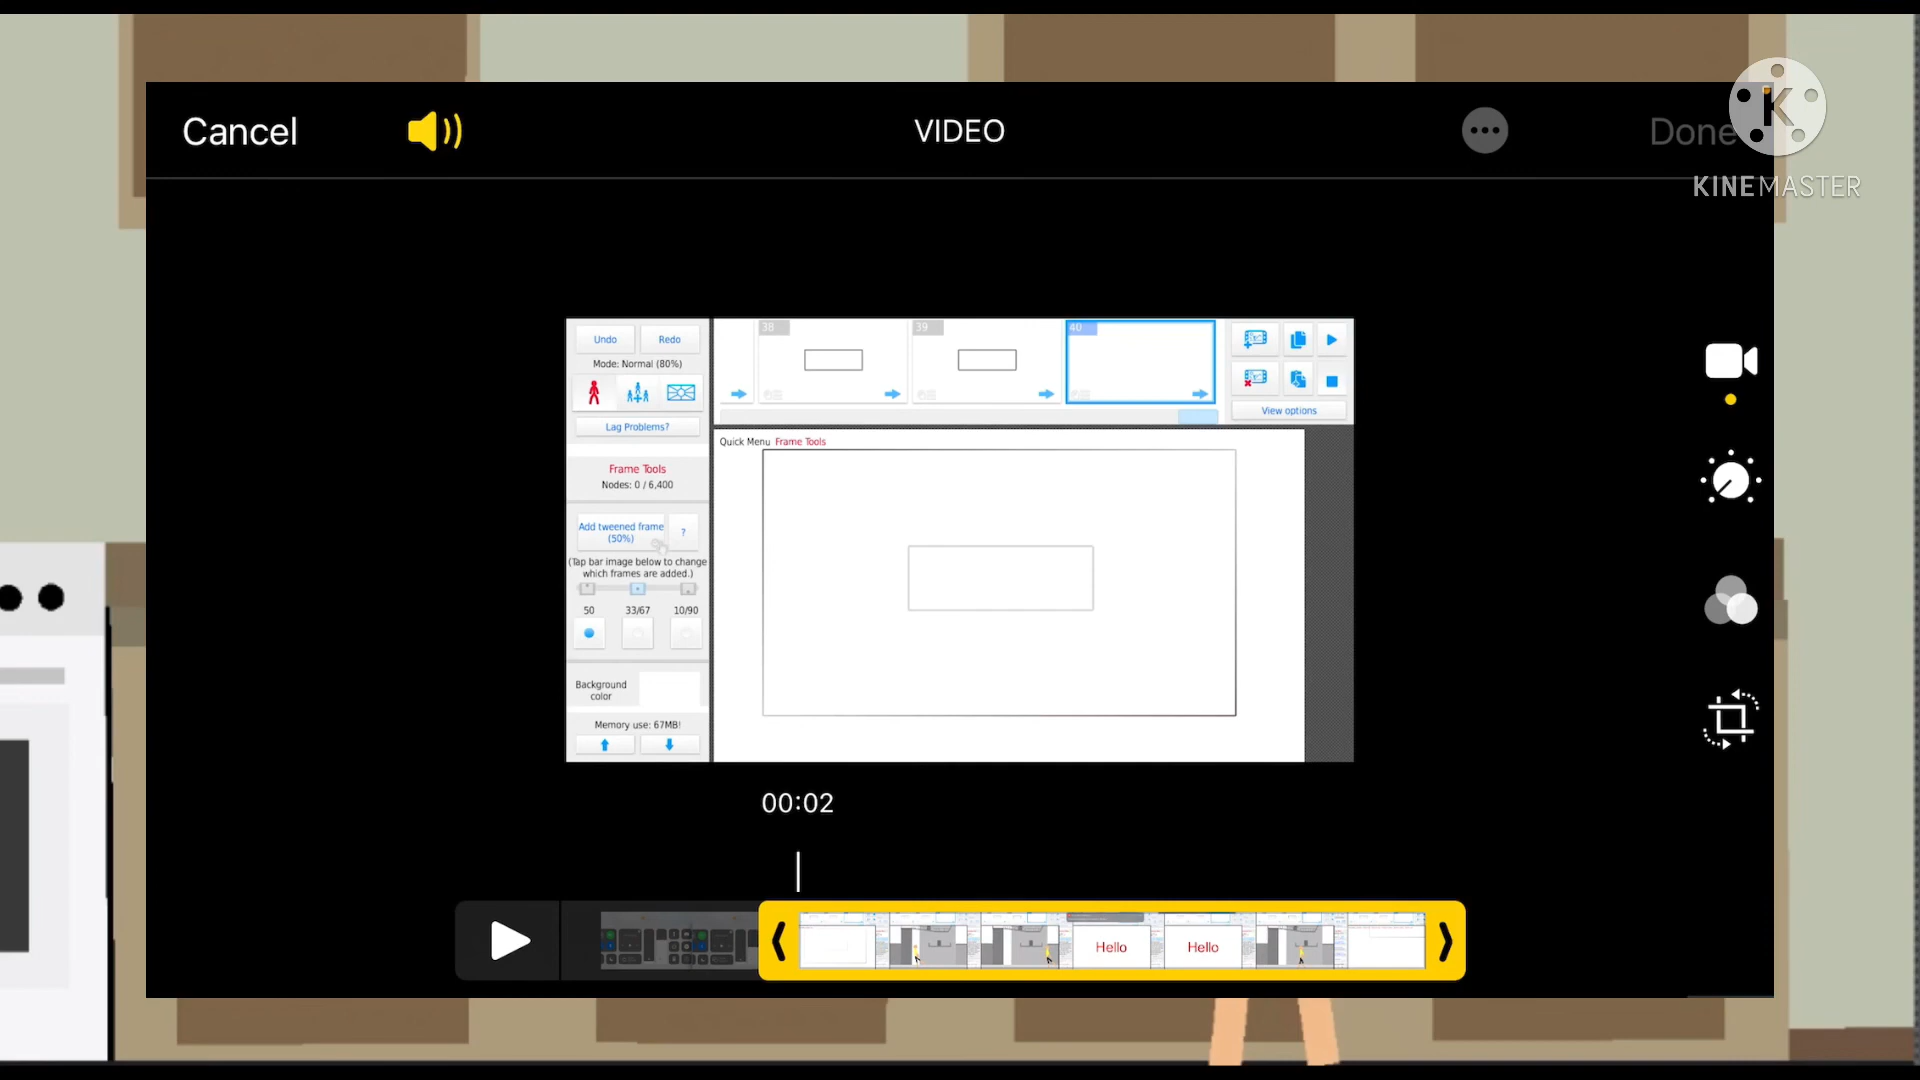 Cancel
VIDEO
Done
KINEMASTER
Undo
Redo
Mode: Normal (80%)
Lag Problems?
Frame Tools
Nodes: 0 / 6,400
Add tweened frame
(50%)
?
(Tap bar image below to change
which frames are added.)
50
33/67
10/90
Background
color
Memory use: 67MB!
38
39
40
View options
Quick Menu
Frame Tools
00:02
Hello
Hello